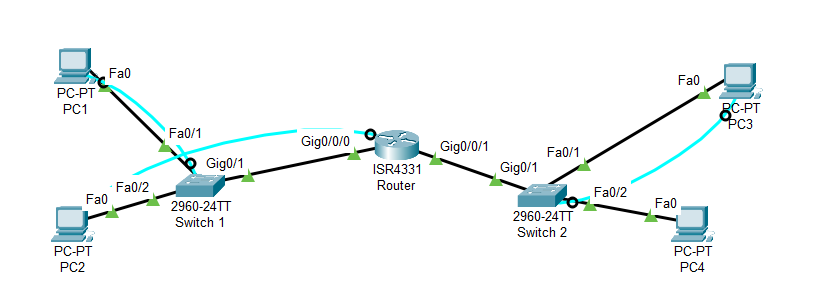 Fa0
PC-PT
PC1
Fa0/1
Gig0/1
Fa0/2
Fa0
PC-PT
PC2
2960-24TT
Switch 1
Gig0/0/0
ISR4331
Router
Gig0/0/1
Gig0/1
2960-24TT
Switch 2
Fa0/1
Fa0
PC-PT
PC3
Fa0/2
Fa0
PC-PT
PC4